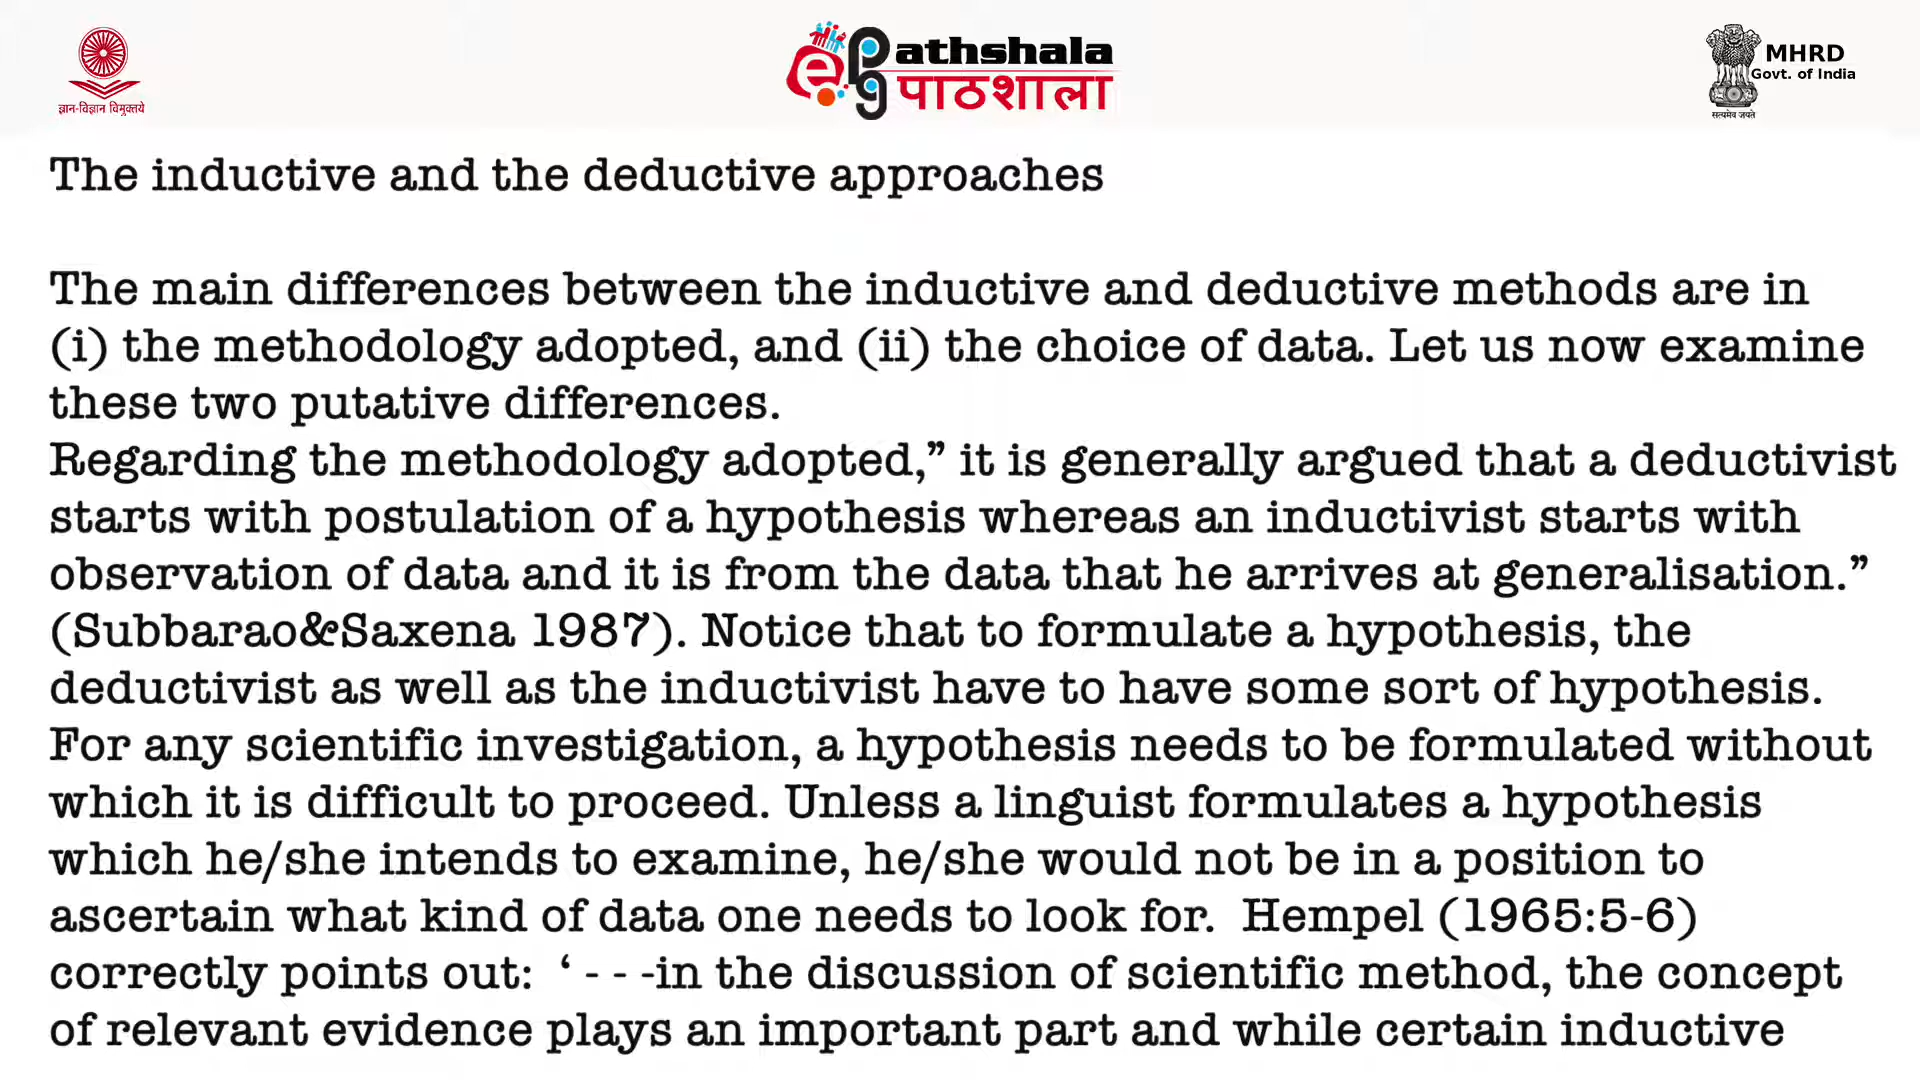 ज्ञान-विज्ञान विमुक्तये
e Pg athshala
पाठशाला
MHRD
Govt. of India
सत्यमेव जयते
The inductive and the deductive approaches
The main differences between the inductive and deductive methods are in
(i) the methodology adopted, and (ii) the choice of data. Let us now examine
these two putative differences.
Regarding the methodology adopted,” it is generally argued that a deductivist
starts with postulation of a hypothesis whereas an inductivist starts with
observation of data and it is from the data that he arrives at generalisation.”
(Subbarao&Saxena 1987). Notice that to formulate a hypothesis, the
deductivist as well as the inductivist have to have some sort of hypothesis.
For any scientific investigation, a hypothesis needs to be formulated without
which it is difficult to proceed. Unless a linguist formulates a hypothesis
which he/she intends to examine, he/she would not be in a position to
ascertain what kind of data one needs to look for.  Hempel (1965:5-6)
correctly points out:  ‘ - - -in the discussion of scientific method, the concept
of relevant evidence plays an important part and while certain inductive